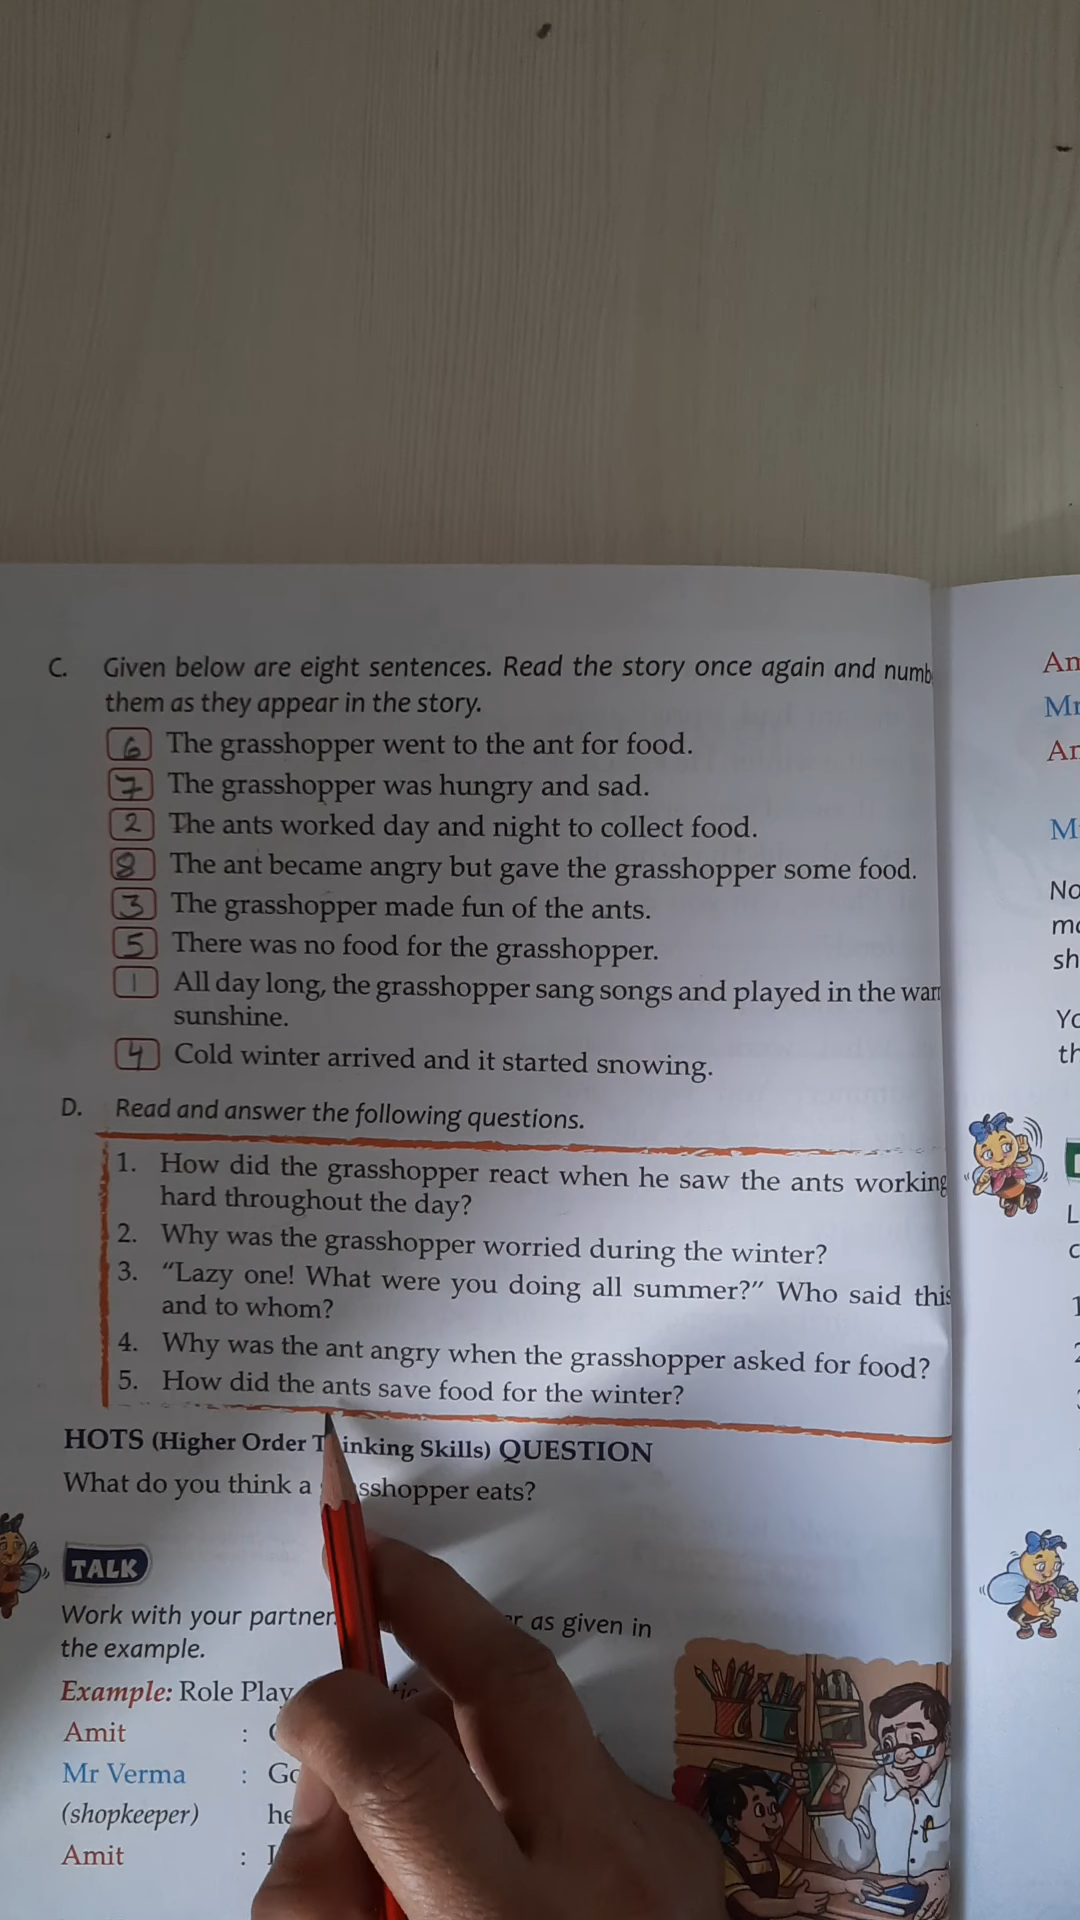 C. Given below are eight sentences. Read the story once again and numb
them as they appear in the story.
6 The grasshopper went to the ant for food.
7 The grasshopper was hungry and sad.
2 The ants worked day and night to collect food.
8 The ant became angry but gave the grasshopper some food.
3 The grasshopper made fun of the ants.
5 There was no food for the grasshopper.
1 All day long, the grasshopper sang songs and played in the war
sunshine.
4 Cold winter arrived and it started snowing.
D. Read and answer the following questions.
1. How did the grasshopper react when he saw the ants working
hard throughout the day?
2. Why was the grasshopper worried during the winter?
3. “Lazy one! What were you doing all summer?” Who said this
and to whom?
4. Why was the ant angry when the grasshopper asked for food?
5. How did the ants save food for the winter?
HOTS (Higher Order Thinking Skills) QUESTION
What do you think a sshopper eats?
TALK
Work with your partner as given in
the example.
Example: Role Play
Amit :
Mr Verma : Go
(shopkeeper) he
Amit : I
An
Mr
Ar
M
No
mo
sh
Yo
th
L
c
1
2